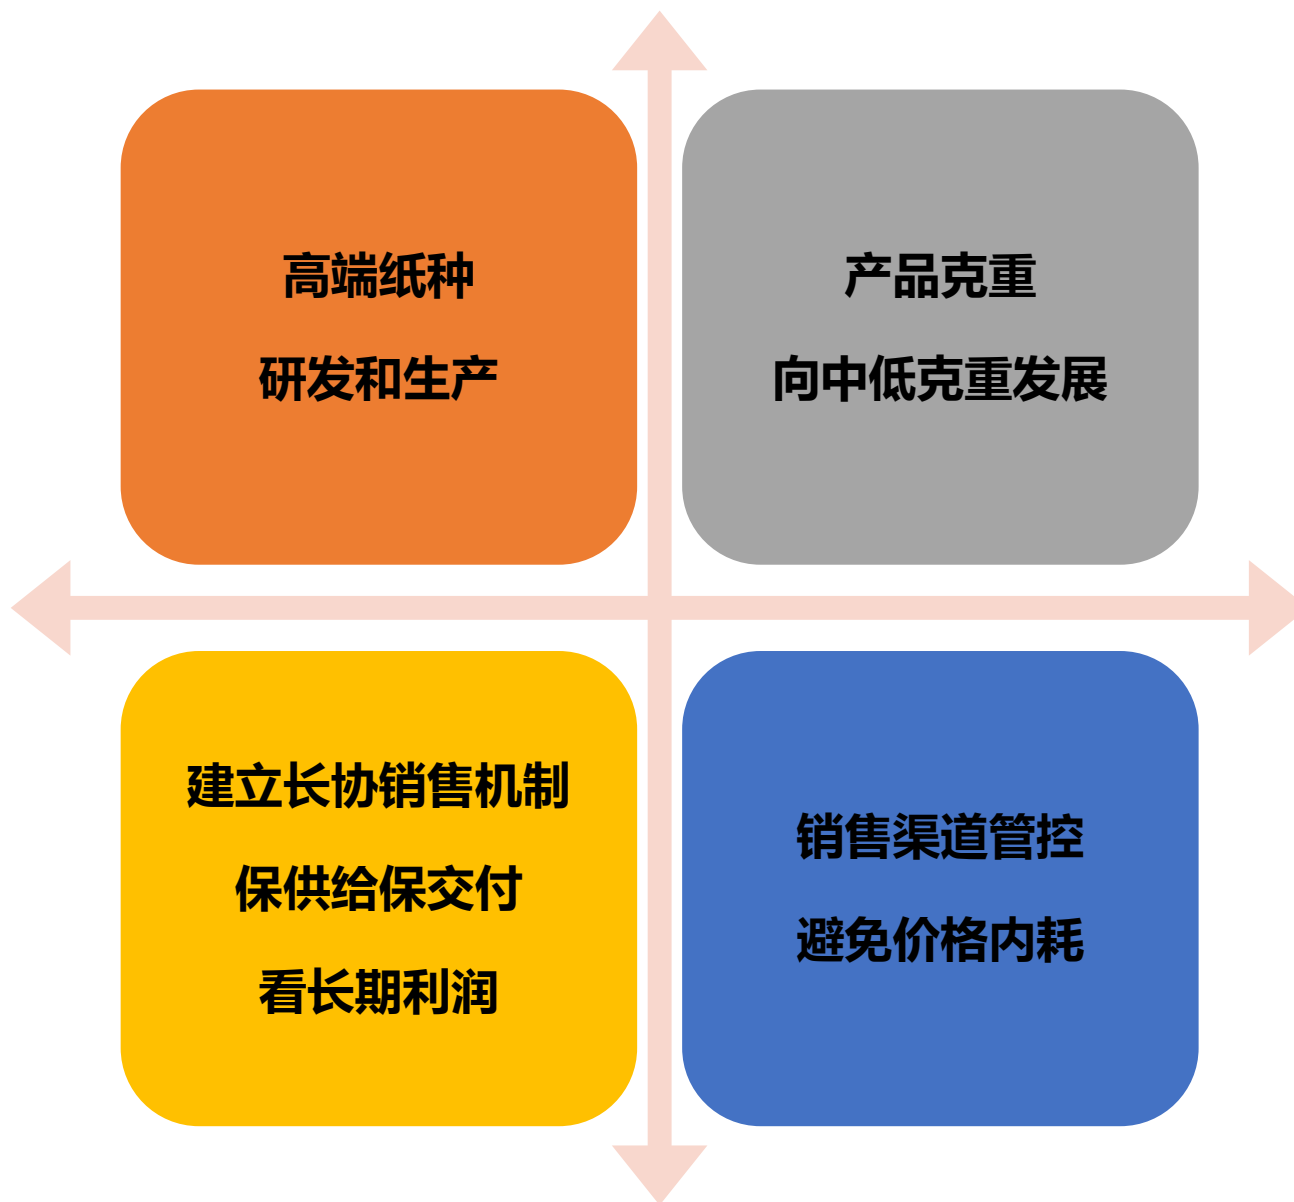 高端纸种
研发和生产
产品克重
向中低克重发展
建立长协销售机制
保供给保交付
看长期利润
销售渠道管控
避免价格内耗